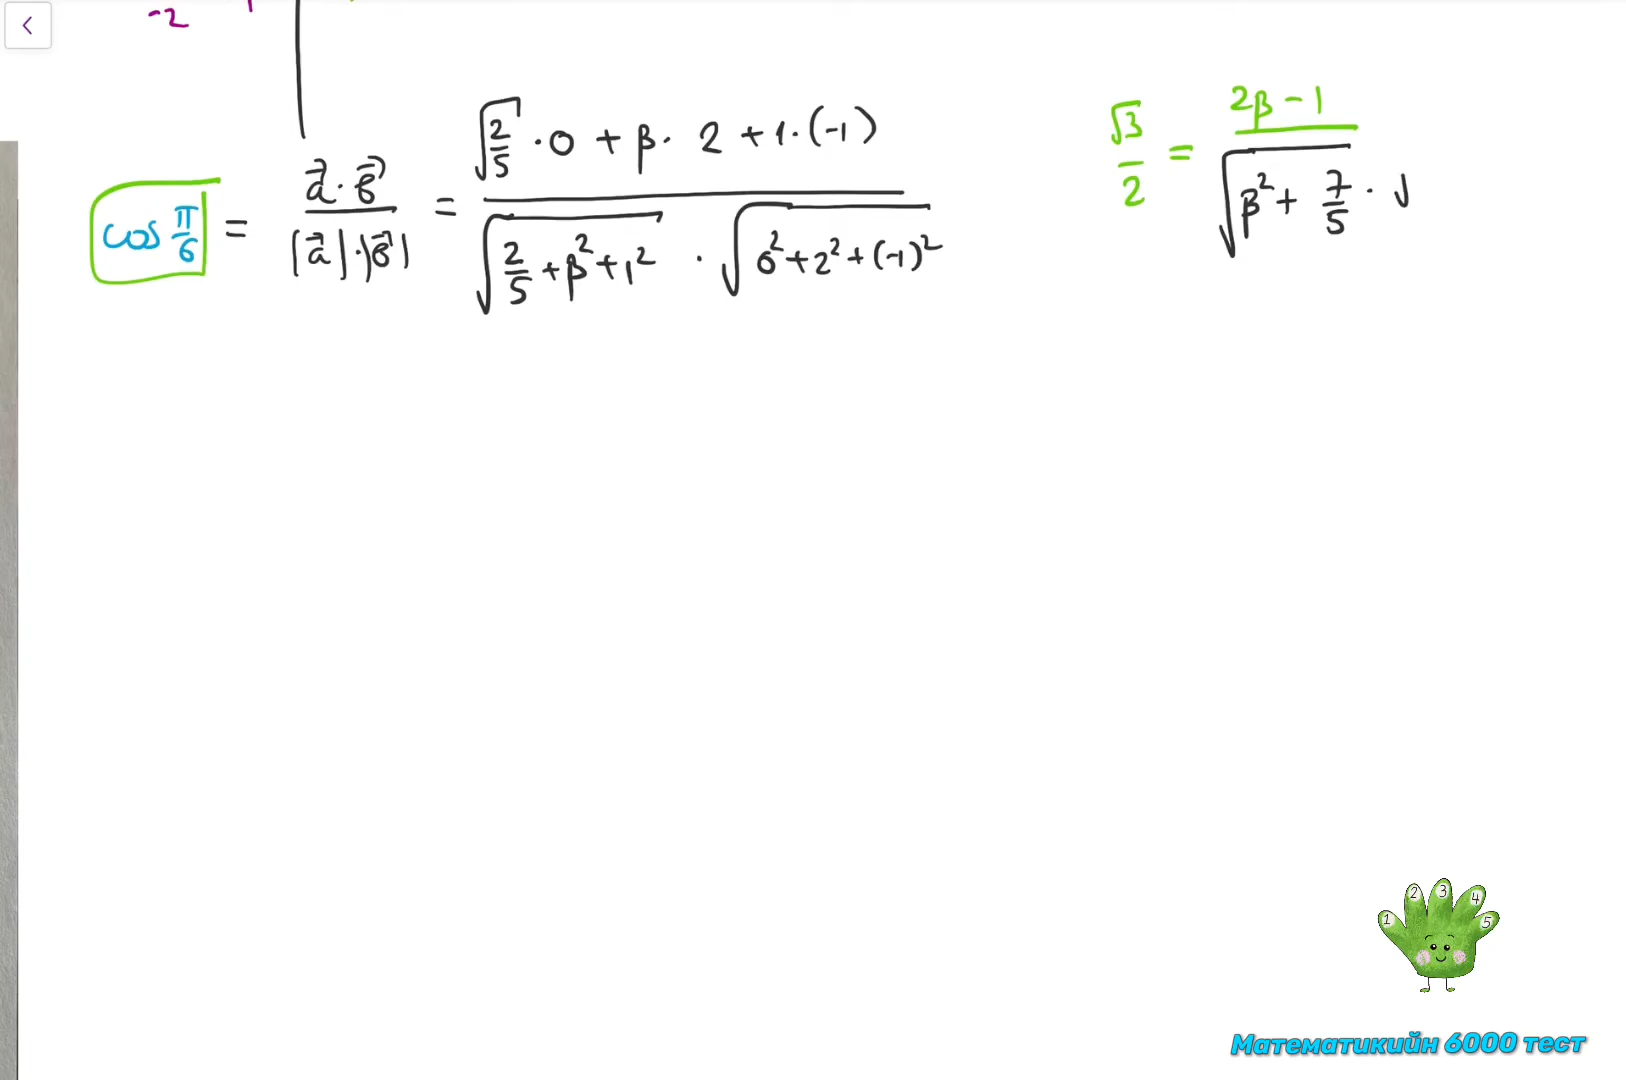 -2
cos π/6 = a⃗ · в⃗ / |a⃗| · |в⃗| = √(2/5) · 0 + β · 2 + 1 · (-1) / √(2/5 + β² + 1²) · √(0² + 2² + (-1)²)
√3/2 = 2β - 1 / √(β² + 7/5) · √
1 2 3 4 5
Математикийн 6000 тест